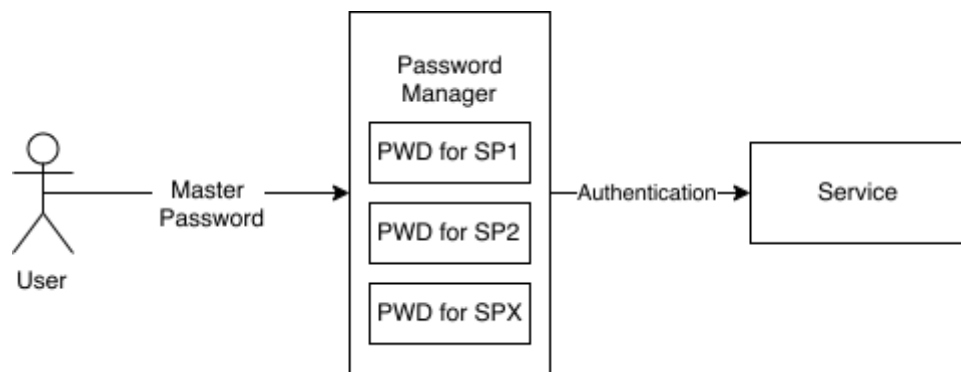 Password
Manager
PWD for SP1
Master
Password
Authentication
Service
PWD for SP2
User
PWD for SPX